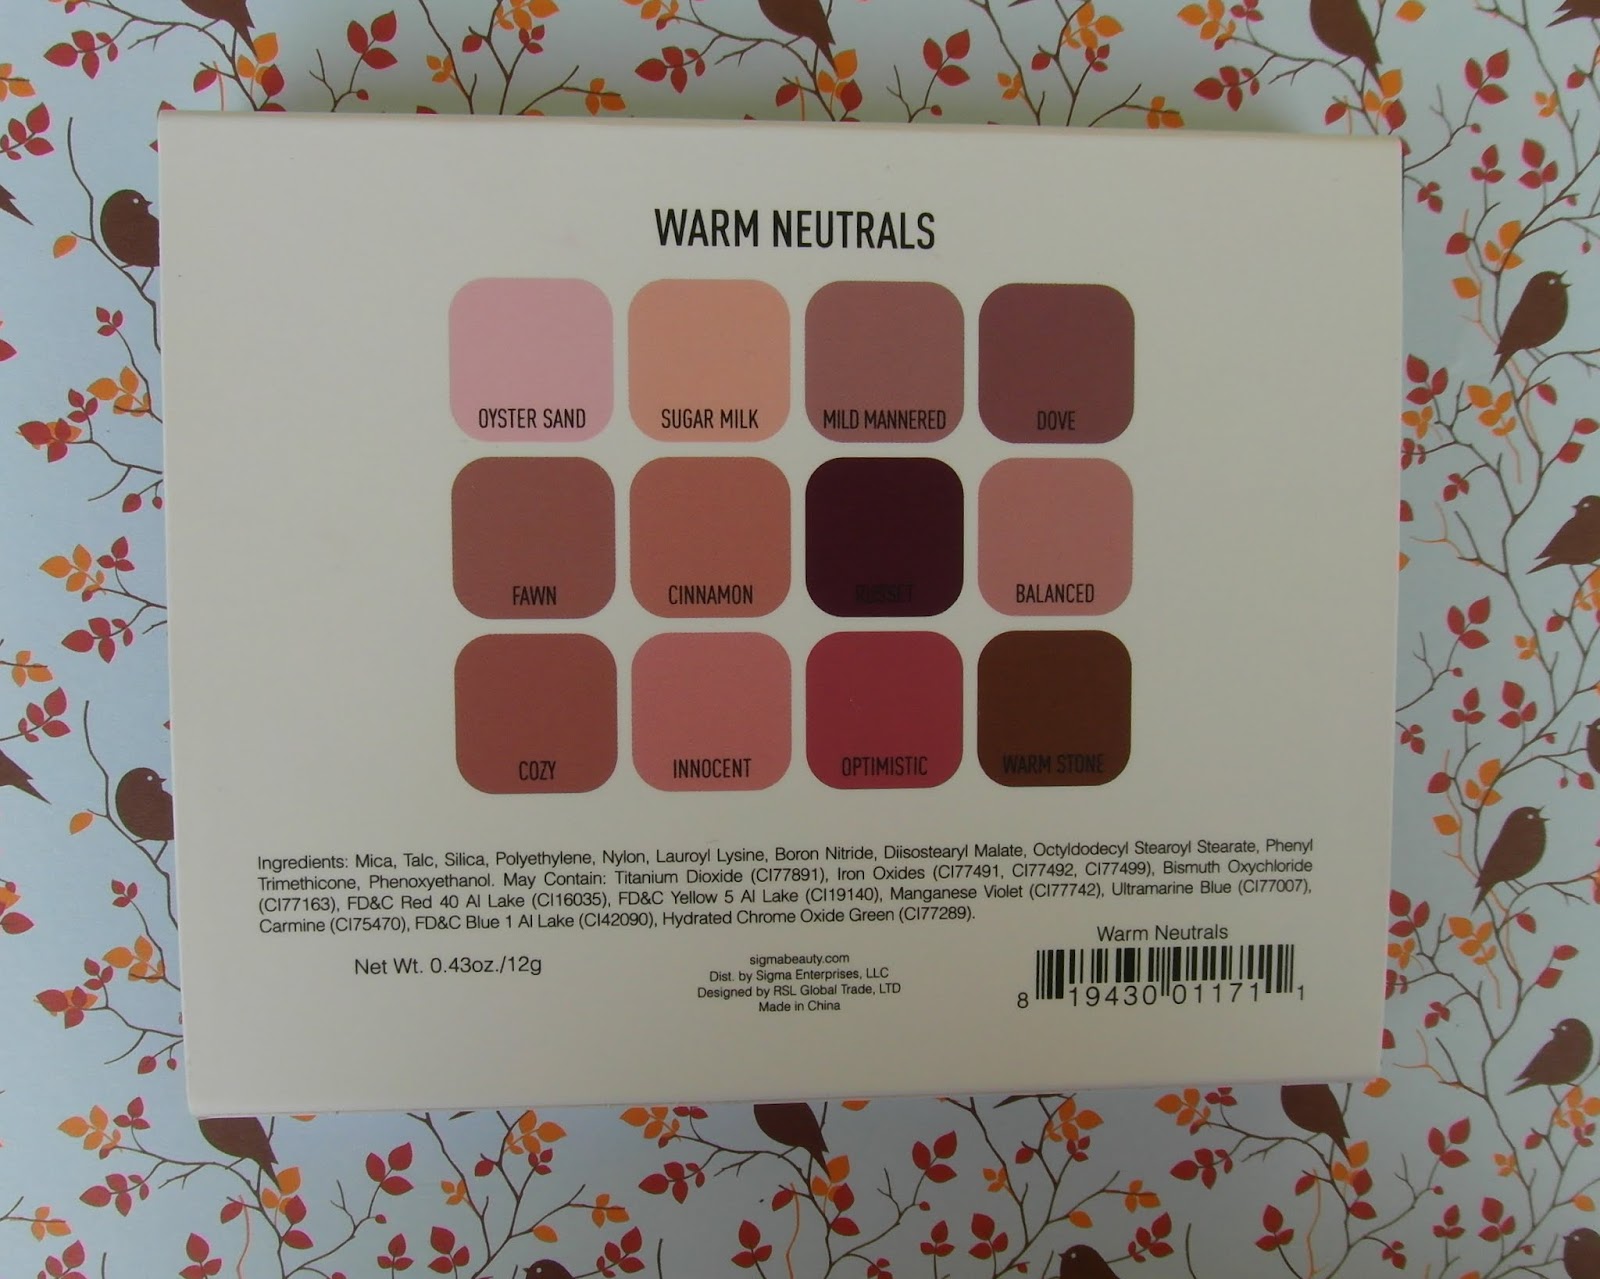 WARM NEUTRALS
OYSTER SAND SUGAR MILK MILD MANNERED DOVE
FAWN CINNAMON RUSSET BALANCED
COZY INNOCENT OPTIMISTIC WARM STONE
Ingredients: Mica, Talc, Silica, Polyethylene, Nylon, Lauroyl Lysine, Boron Nitride, Diisostearyl Malate, Octyldodecyl Stearoyl Stearate, Phenyl
Trimethicone, Phenoxyethanol. May Contain: Titanium Dioxide (CI77891), Iron Oxides (CI77491, CI77492, CI77499), Bismuth Oxychloride
(CI77163), FD&C Red 40 Al Lake (CI16035), FD&C Yellow 5 Al Lake (CI19140), Manganese Violet (CI77742), Ultramarine Blue (CI77007),
Carmine (CI75470), FD&C Blue 1 Al Lake (CI42090), Hydrated Chrome Oxide Green (CI77289).
Net Wt. 0.43oz./12g
sigmabeauty.com
Dist. by Sigma Enterprises, LLC
Designed by RSL Global Trade, LTD
Made in China
Warm Neutrals
8 19430 01171 1